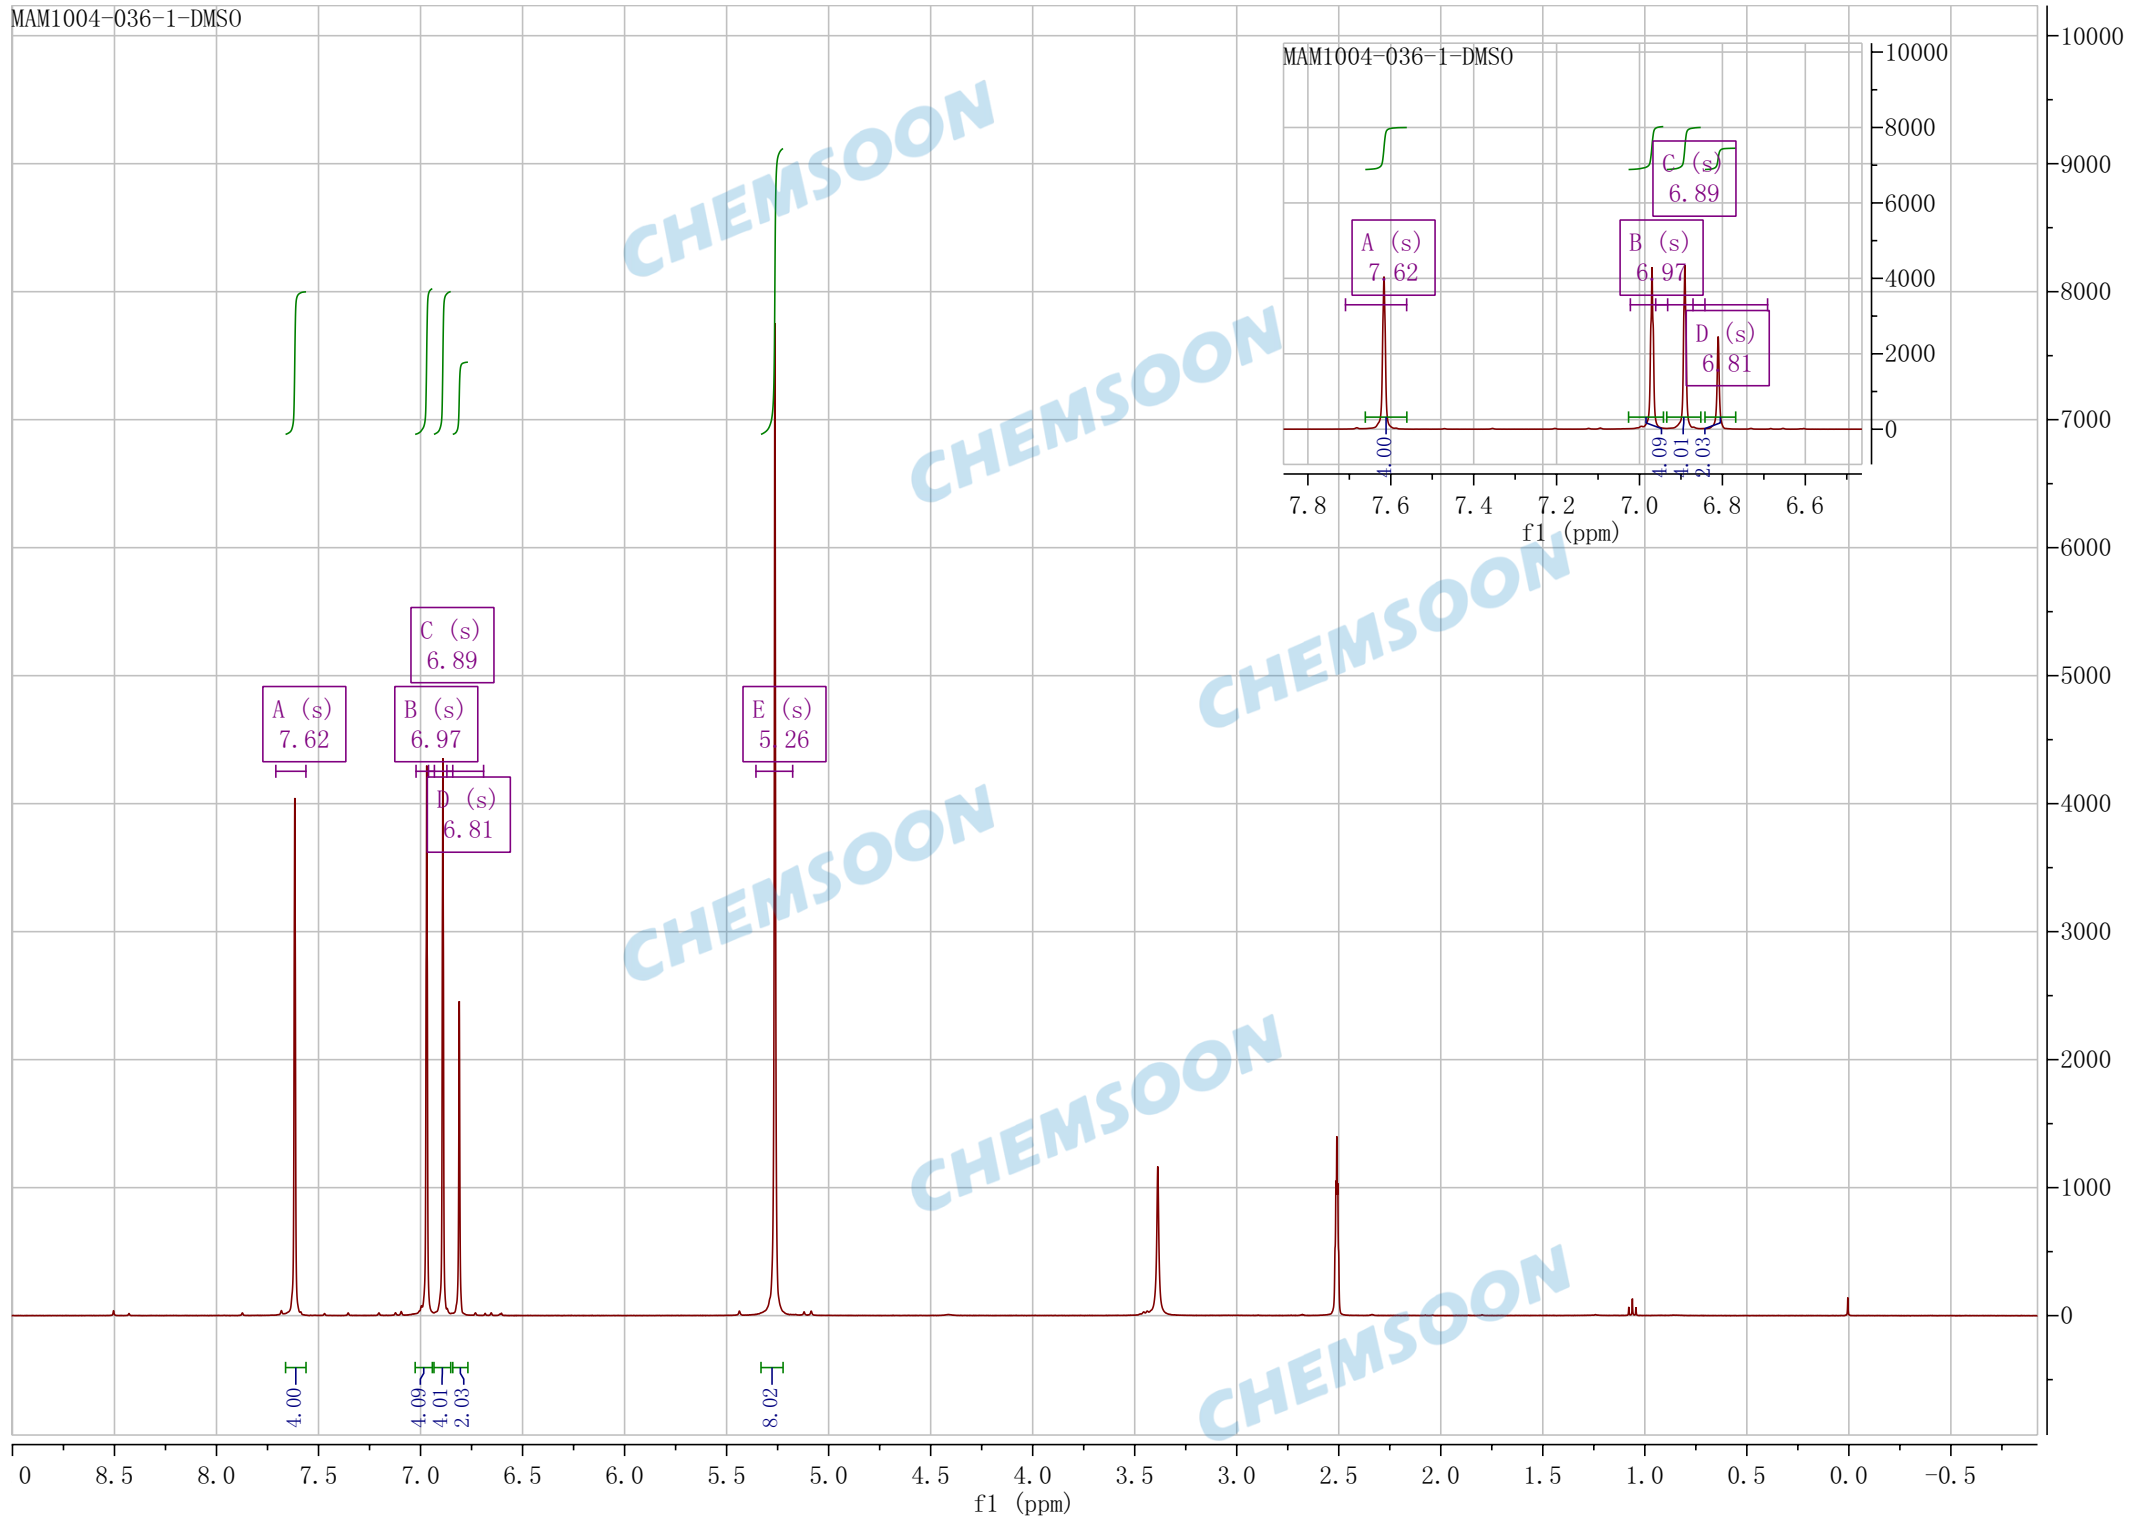 MAM1004-036-1-DMSO
MAM1004-036-1-DMSO
CHEMSOON
CHEMSOON
CHEMSOON
CHEMSOON
CHEMSOON
CHEMSOON
10000
9000
8000
7000
6000
5000
4000
3000
2000
1000
0
10000
8000
6000
4000
2000
0
C (s)
6.89
A (s)
7.62
B (s)
6.97
D (s)
6.81
4.00
4.09
4.01
2.03
7.8 7.6 7.4 7.2 7.0 6.8 6.6
f1 (ppm)
C (s)
6.89
A (s)
7.62
B (s)
6.97
E (s)
5.26
D (s)
6.81
4.00
4.09
4.01
2.03
8.02
0 8.5 8.0 7.5 7.0 6.5 6.0 5.5 5.0 4.5 4.0 3.5 3.0 2.5 2.0 1.5 1.0 0.5 0.0 -0.5
f1 (ppm)